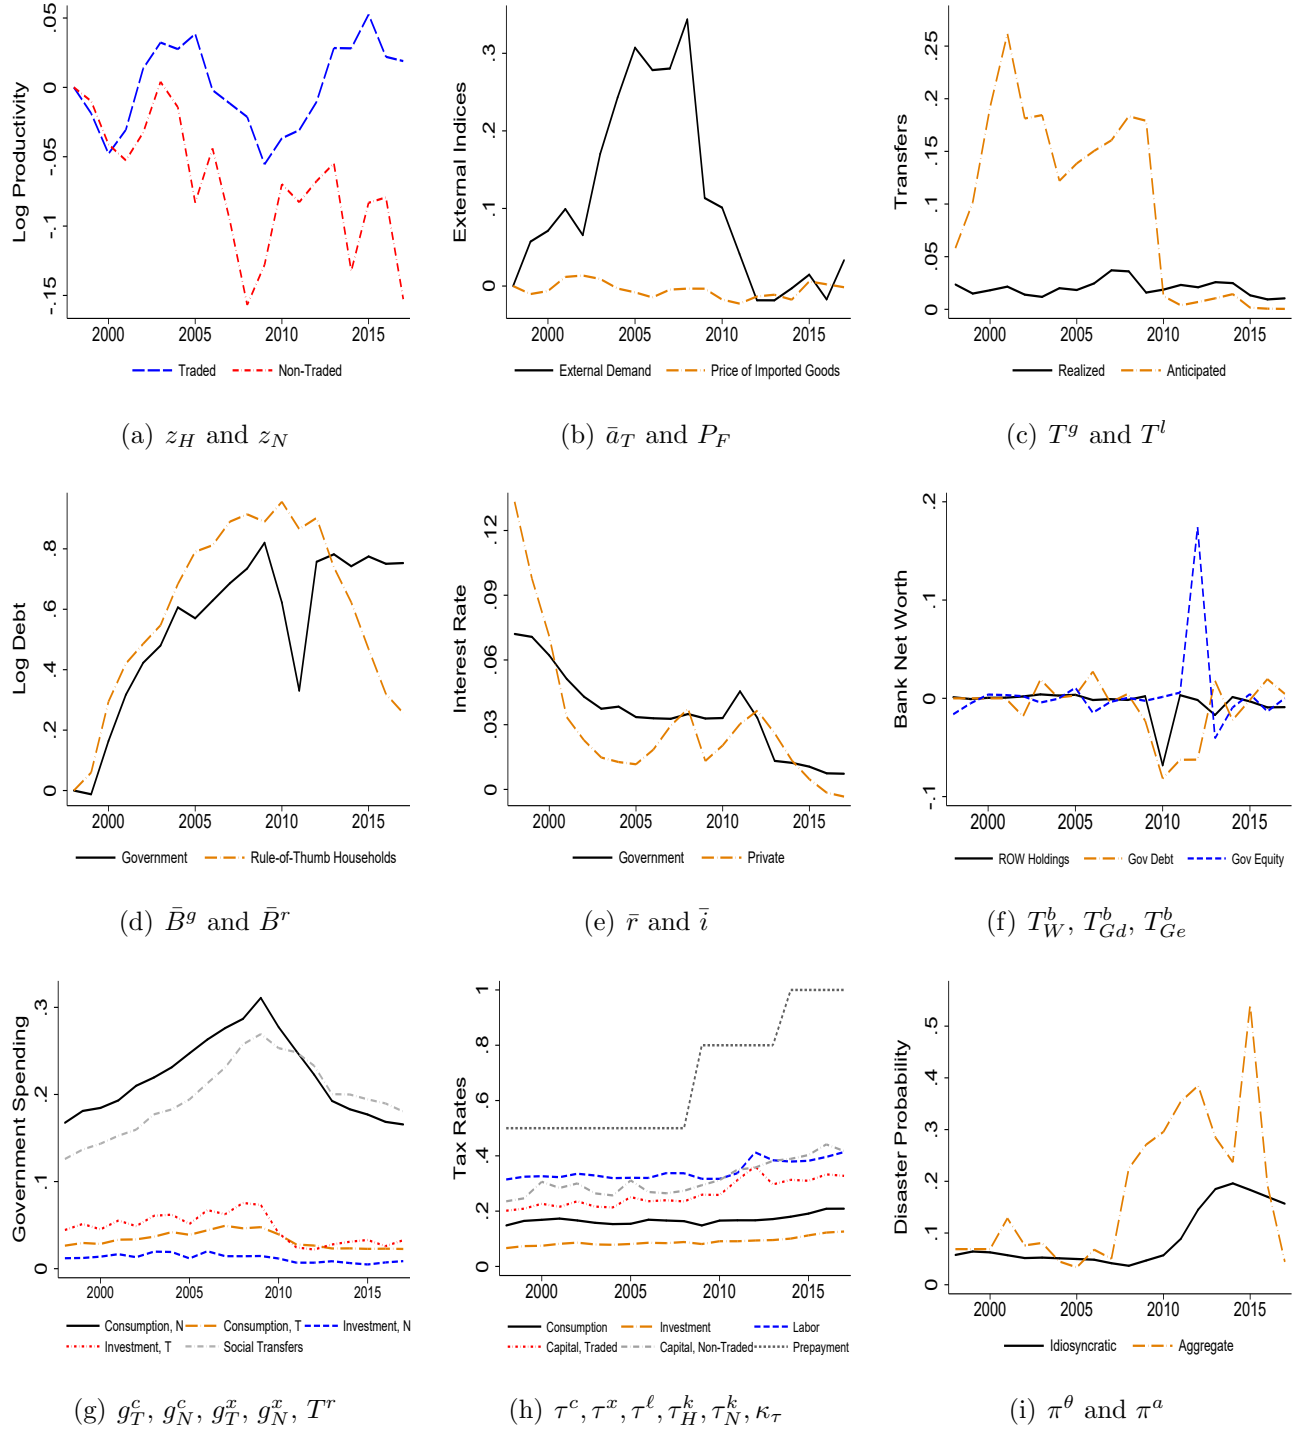 Log Productivity
.05
0
-.05
-.1
-.15
2000 2005 2010 2015
Traded Non-Traded
(a) z_H and z_N
External Indices
.3
.2
.1
0
2000 2005 2010 2015
External Demand Price of Imported Goods
(b) ā_T and P_F
Transfers
.25
.2
.15
.1
.05
0
2000 2005 2010 2015
Realized Anticipated
(c) T^g and T^l
Log Debt
.8
.6
.4
.2
0
2000 2005 2010 2015
Government Rule-of-Thumb Households
(d) B̄^g and B̄^r
Interest Rate
.12
.09
.06
.03
0
2000 2005 2010 2015
Government Private
(e) r̄ and ī
Bank Net Worth
.2
.1
0
-.1
2000 2005 2010 2015
ROW Holdings Gov Debt Gov Equity
(f) T^b_W, T^b_{Gd}, T^b_{Ge}
Government Spending
.3
.2
.1
0
2000 2005 2010 2015
Consumption, N Consumption, T Investment, N
Investment, T Social Transfers
(g) g^c_T, g^c_N, g^x_T, g^x_N, T^r
Tax Rates
1
.8
.6
.4
.2
0
2000 2005 2010 2015
Consumption Investment Labor
Capital, Traded Capital, Non-Traded Prepayment
(h) τ^c, τ^x, τ^ℓ, τ^k_H, τ^k_N, κ_τ
Disaster Probability
.5
.4
.3
.2
.1
0
2000 2005 2010 2015
Idiosyncratic Aggregate
(i) π^θ and π^a